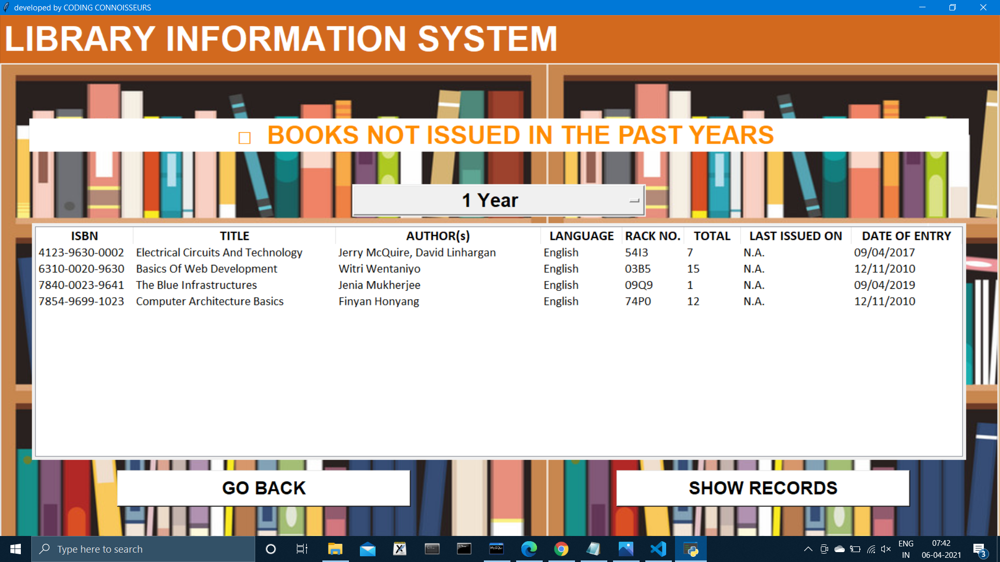 developed by CODING CONNOISSEURS
LIBRARY INFORMATION SYSTEM
BOOKS NOT ISSUED IN THE PAST YEARS
1 Year
ISBN TITLE AUTHOR(s) LANGUAGE RACK NO. TOTAL LAST ISSUED ON DATE OF ENTRY
4123-9630-0002 Electrical Circuits And Technology Jerry McQuire, David Linhargan English 54I3 7 N.A. 09/04/2017
6310-0020-9630 Basics Of Web Development Witri Wentaniyo English 03B5 15 N.A. 12/11/2010
7840-0023-9641 The Blue Infrastructures Jenia Mukherjee English 09Q9 1 N.A. 09/04/2019
7854-9699-1023 Computer Architecture Basics Finyan Honyang English 74P0 12 N.A. 12/11/2010
GO BACK SHOW RECORDS
Type here to search
MySQL
ENG 07:42
IN 06-04-2021
3